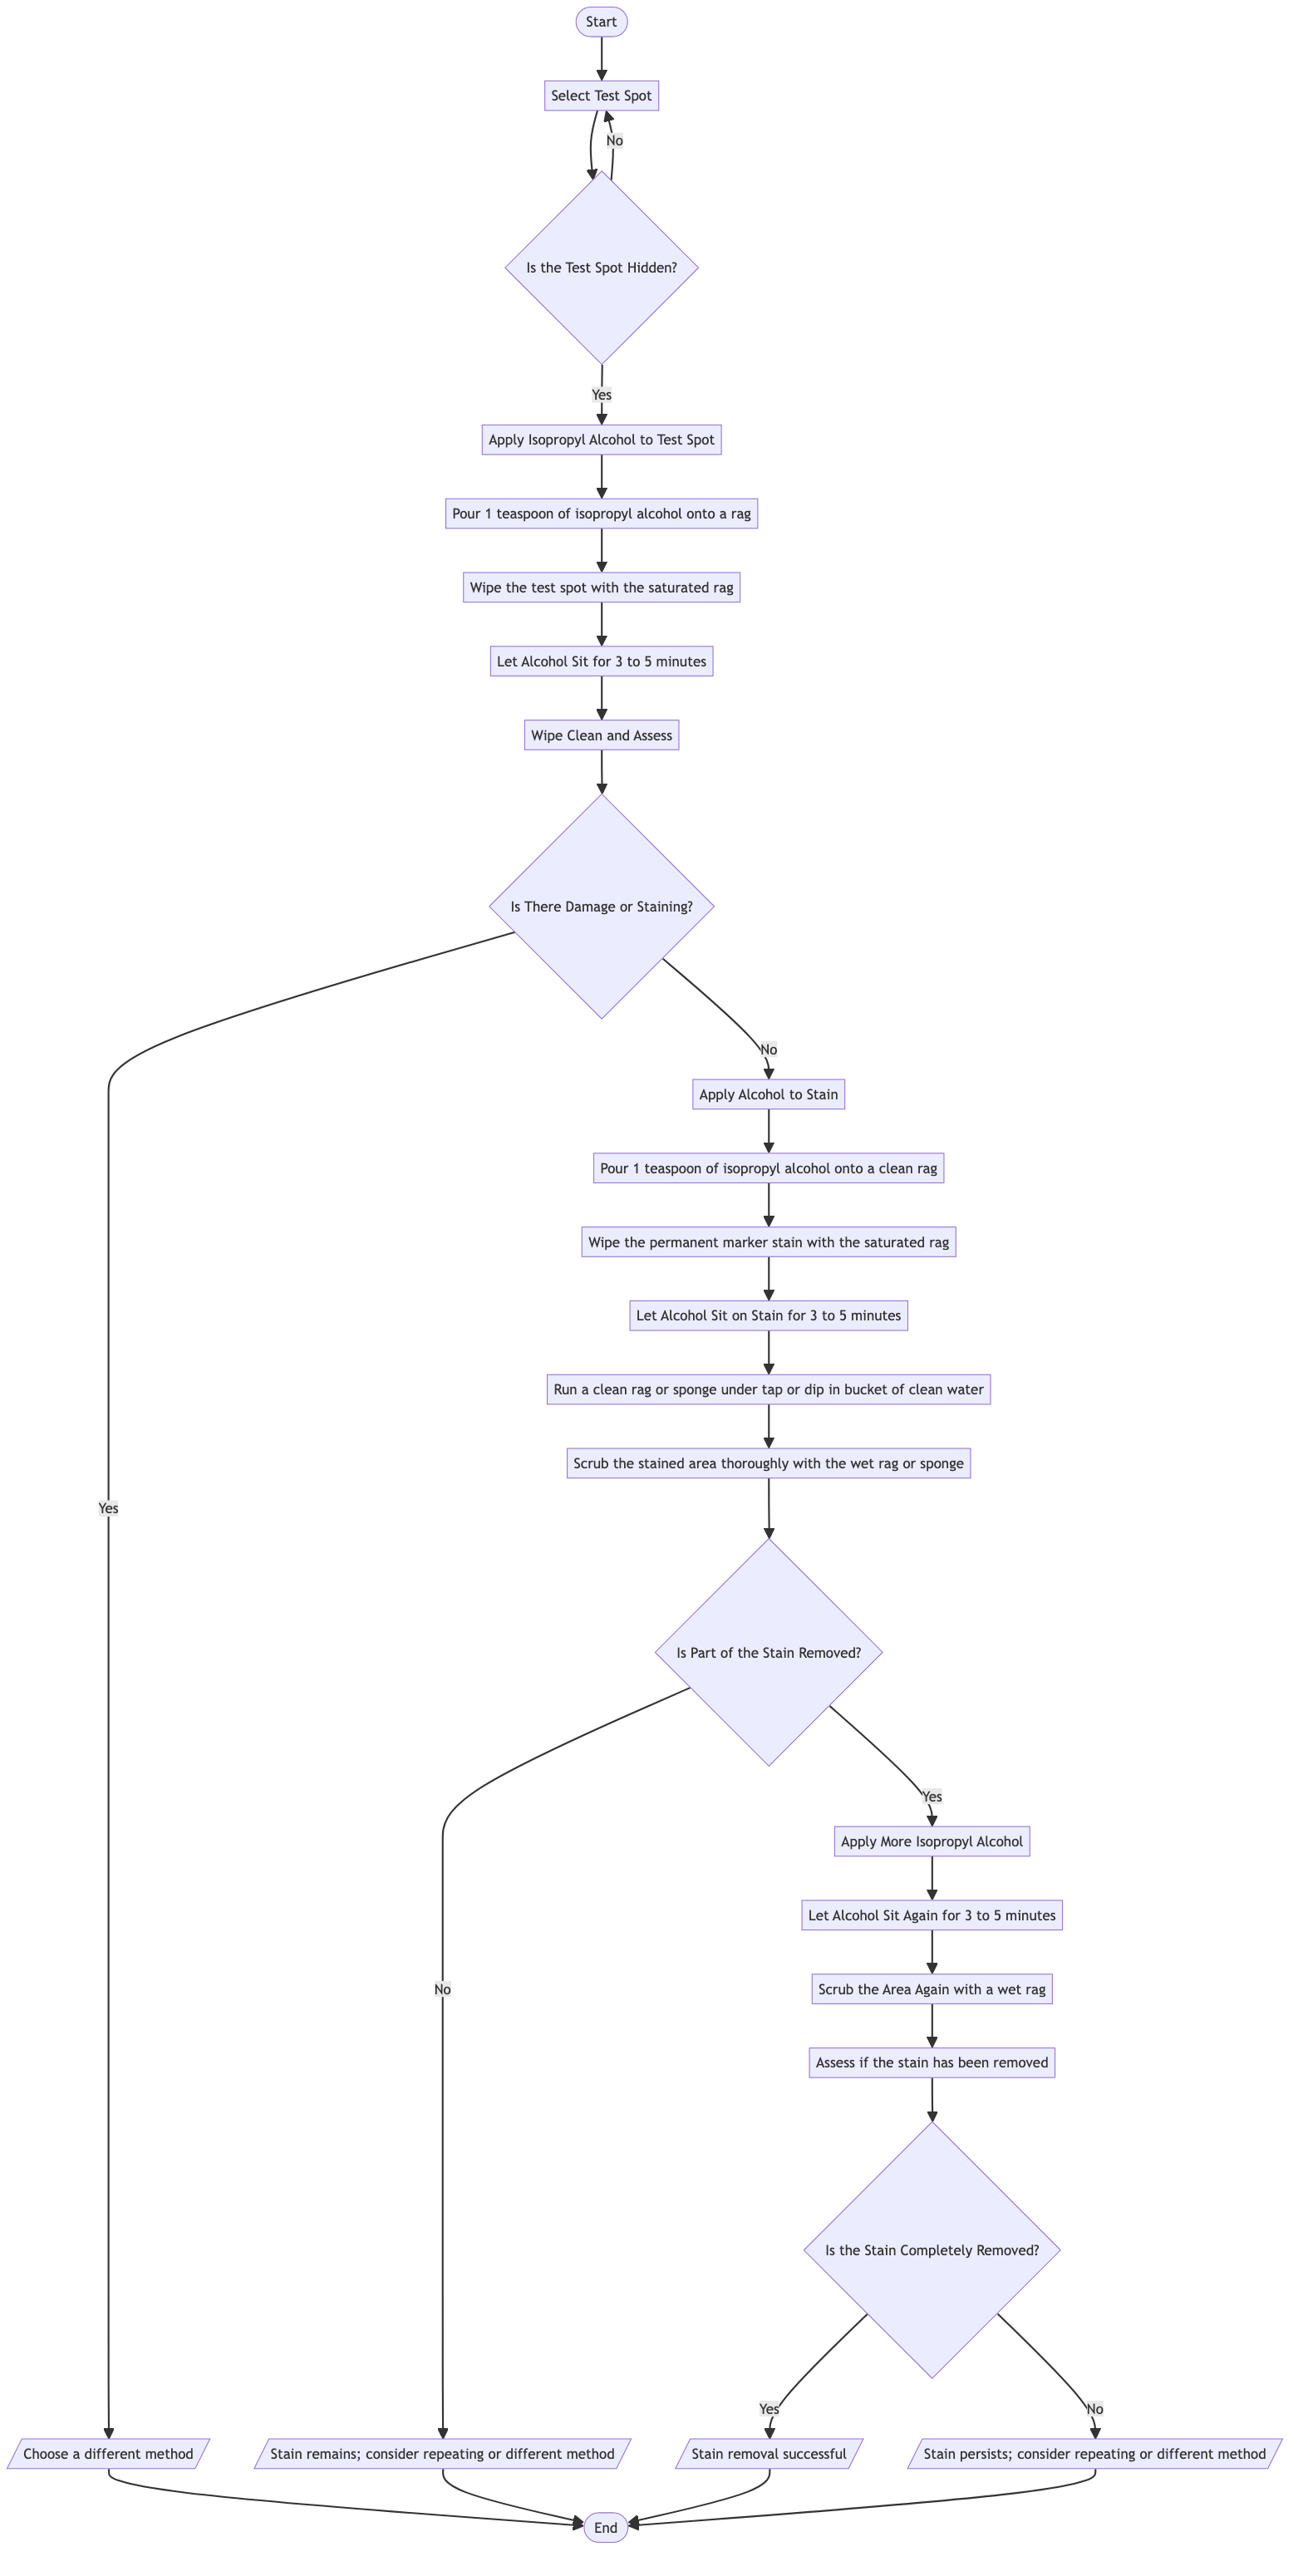 Start
Select Test Spot
No
Is the Test Spot Hidden?
Yes
Apply Isopropyl Alcohol to Test Spot
Pour 1 teaspoon of isopropyl alcohol onto a rag
Wipe the test spot with the saturated rag
Let Alcohol Sit for 3 to 5 minutes
Wipe Clean and Assess
Is There Damage or Staining?
No
Apply Alcohol to Stain
Pour 1 teaspoon of isopropyl alcohol onto a clean rag
Wipe the permanent marker stain with the saturated rag
Let Alcohol Sit on Stain for 3 to 5 minutes
Run a clean rag or sponge under tap or dip in bucket of clean water
Scrub the stained area thoroughly with the wet rag or sponge
Yes
Is Part of the Stain Removed?
Yes
Apply More Isopropyl Alcohol
Let Alcohol Sit Again for 3 to 5 minutes
No
Scrub the Area Again with a wet rag
Assess if the stain has been removed
Is the Stain Completely Removed?
Yes
No
Choose a different method
Stain remains; consider repeating or different method
Stain removal successful
Stain persists; consider repeating or different method
End